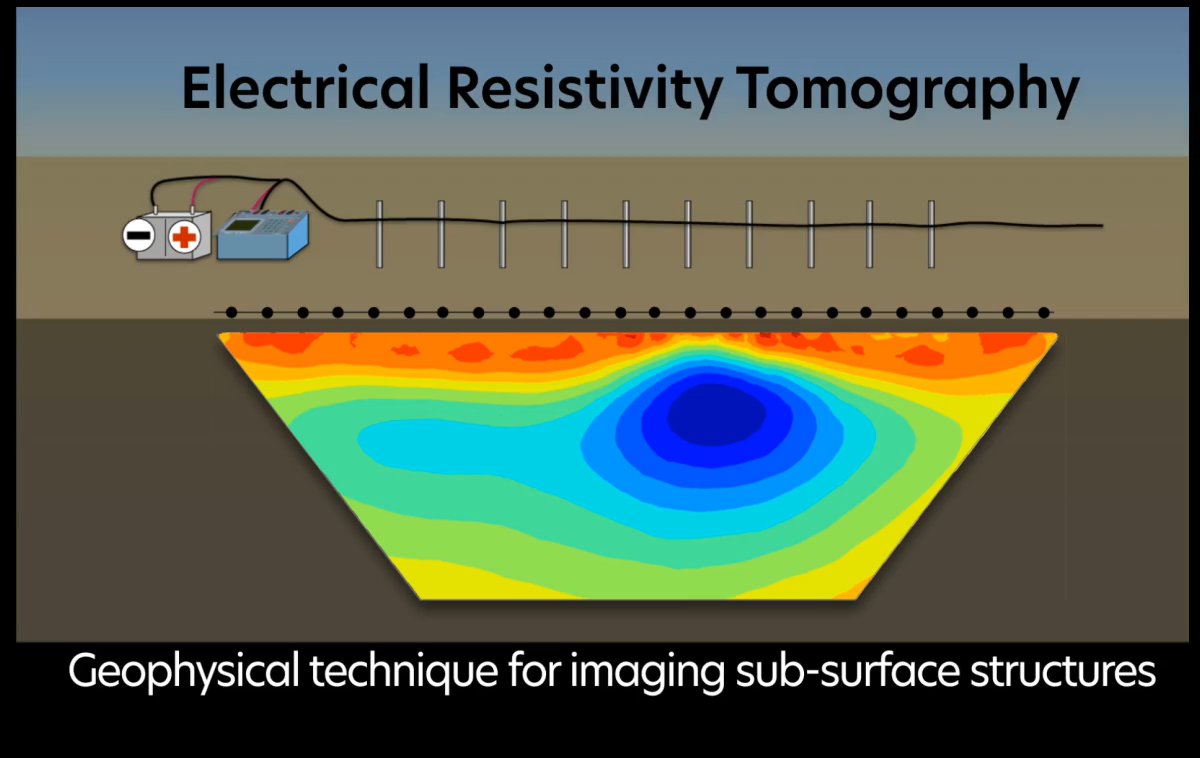 Electrical Resistivity Tomography
Geophysical technique for imaging sub-surface structures